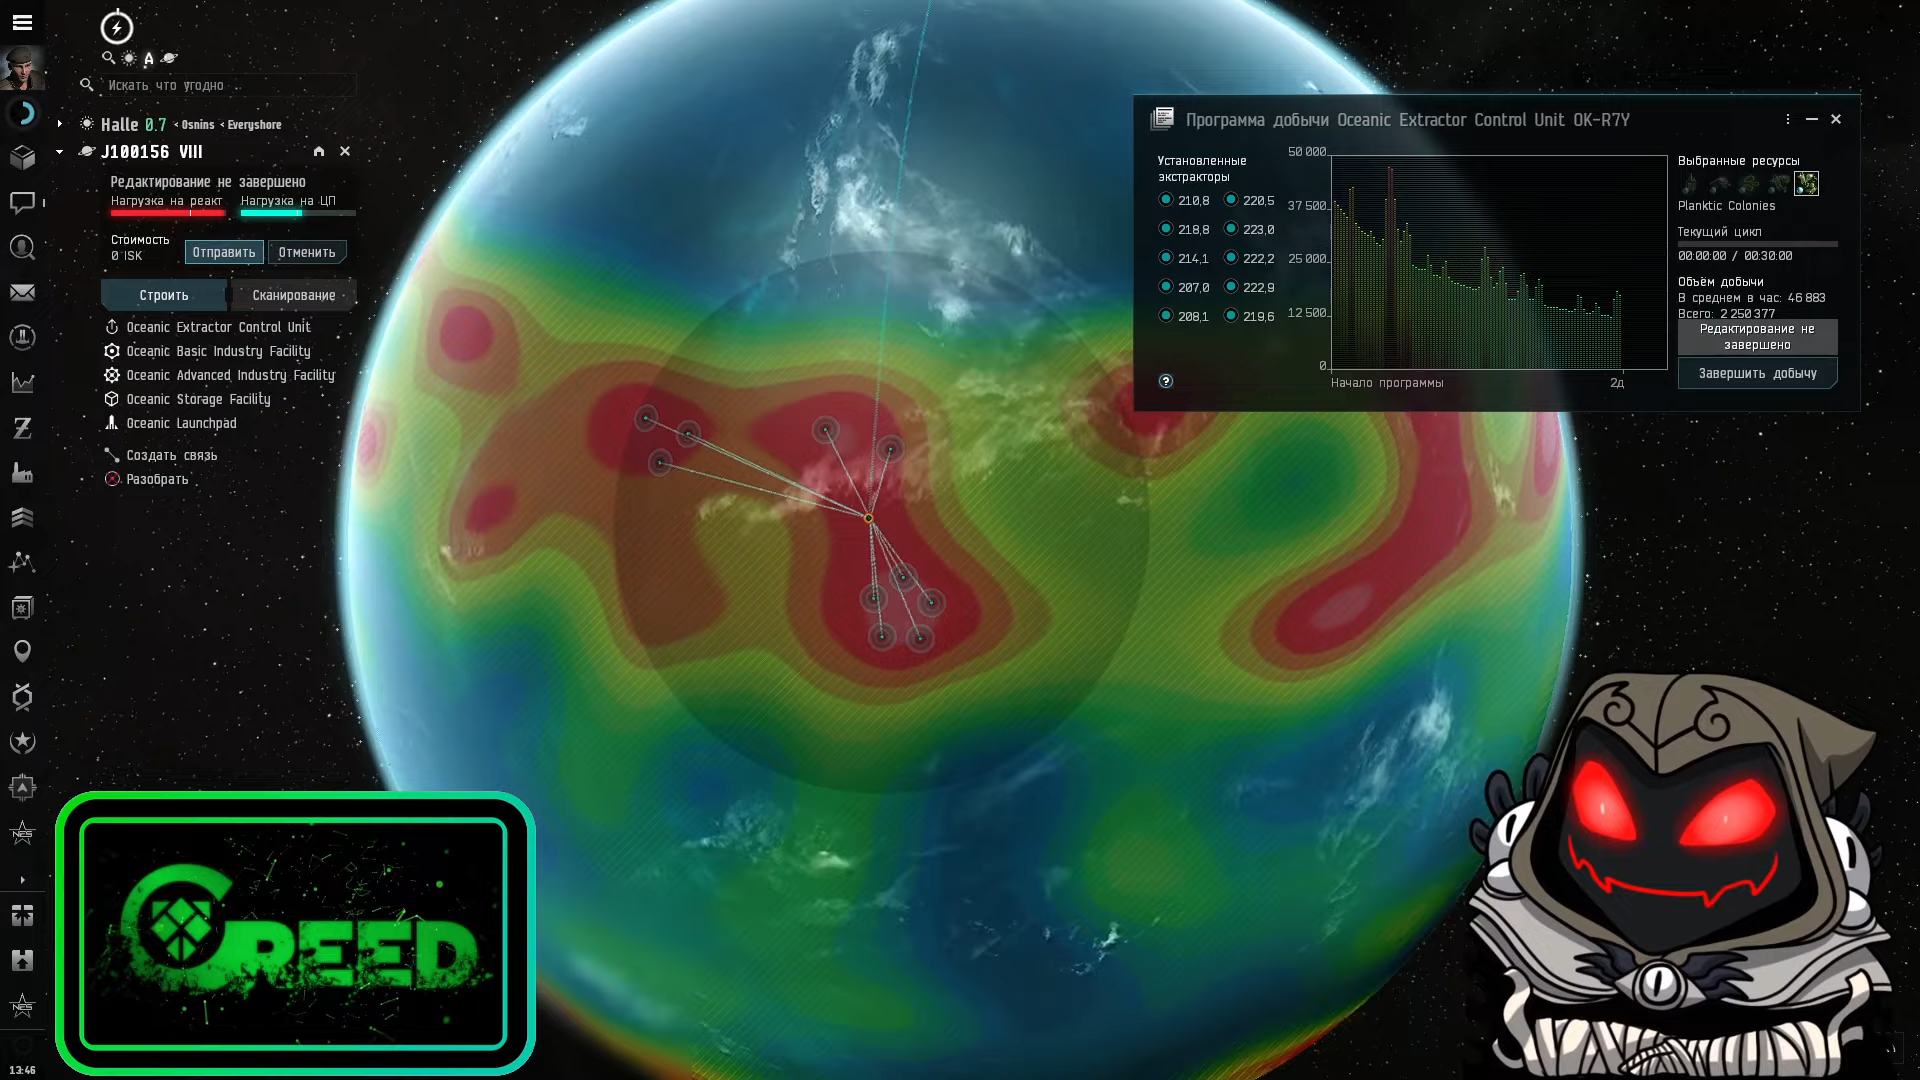 Искать что угодно ..
Halle 0.7 < Osnins < Everyshore
J100156 VIII
Редактирование не завершено
Нагрузка на реакт
Нагрузка на ЦП
Стоимость
0 ISK
Отправить
Отменить
Строить
Сканирование
Oceanic Extractor Control Unit
Oceanic Basic Industry Facility
Oceanic Advanced Industry Facility
Oceanic Storage Facility
Oceanic Launchpad
Создать связь
Разобрать
Программа добычи Oceanic Extractor Control Unit OK-R7Y
Установленные
экстракторы
210,8 220,5
218,8 223,0
214,1 222,2
207,0 222,9
208,1 219,6
50 000
37 500
25 000
12 500
0
Начало программы
2д
Выбранные ресурсы
Planktic Colonies
Текущий цикл
00:00:00 / 00:30:00
Объём добычи
В среднем в час: 46 883
Всего: 2 250 377
Редактирование не
завершено
Завершить добычу
CREED
NES
NES
13:46